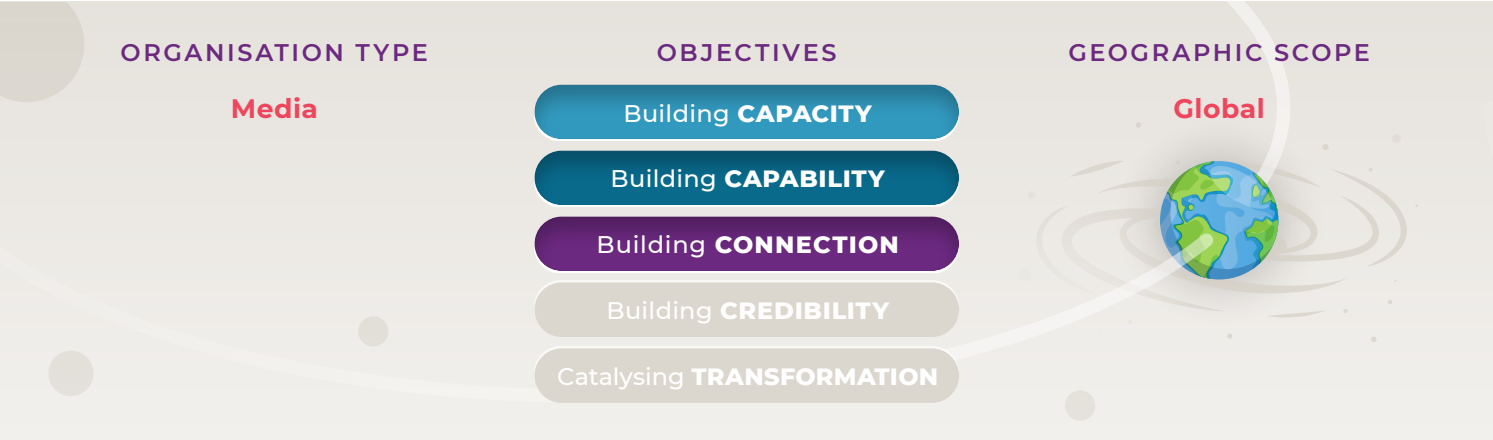 ORGANISATION TYPE
Media
OBJECTIVES
Building CAPACITY
Building CAPABILITY
Building CONNECTION
Building CREDIBILITY
Catalysing TRANSFORMATION
GEOGRAPHIC SCOPE
Global